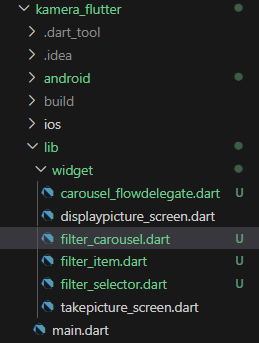 kamera_flutter
.dart_tool
.idea
android
build
ios
lib
widget
carousel_flowdelegate.dart U
displaypicture_screen.dart
filter_carousel.dart U
filter_item.dart U
filter_selector.dart U
takepicture_screen.dart
main.dart